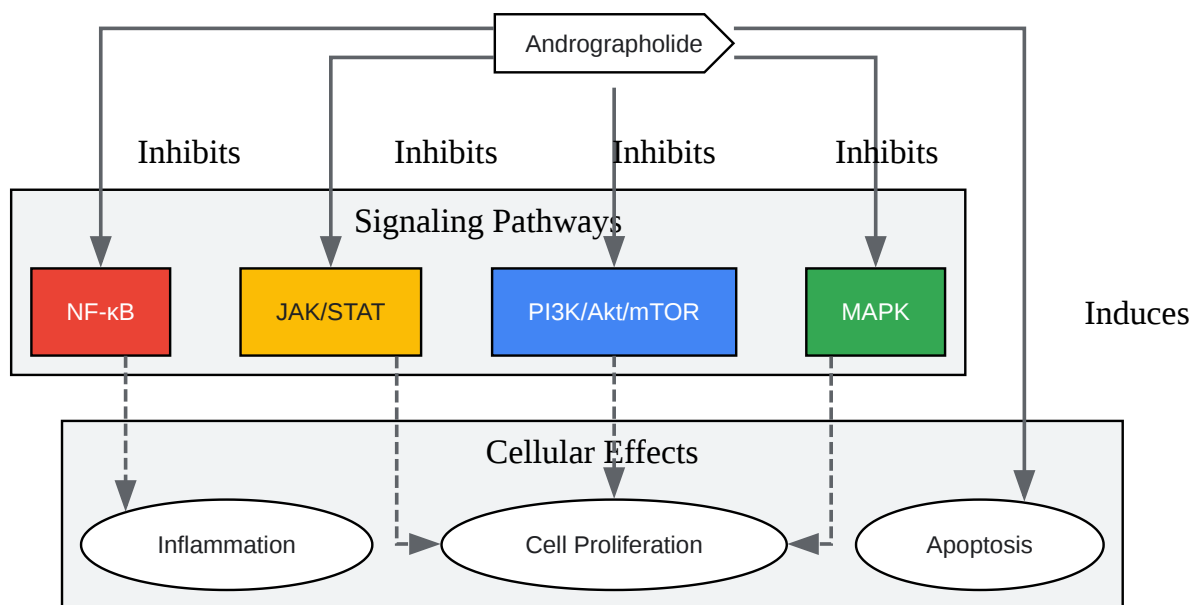 Andrographolide
Inhibits
Inhibits
Inhibits
Inhibits
Signaling Pathways
NF-κB
JAK/STAT
PI3K/Akt/mTOR
MAPK
Induces
Cellular Effects
Inflammation
Cell Proliferation
Apoptosis